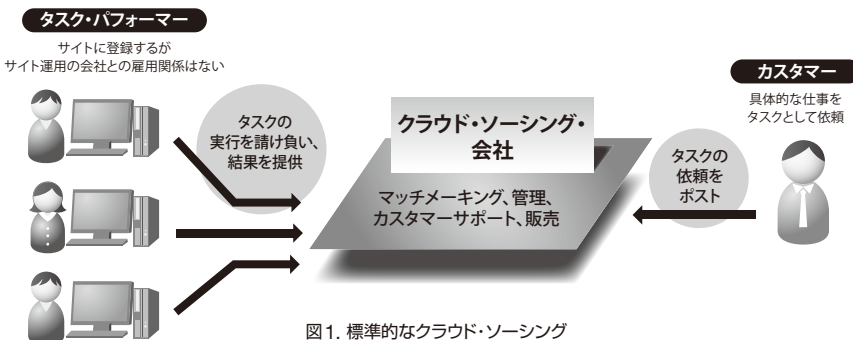 タスク・パフォーマー
サイトに登録するが
サイト運用の会社との雇用関係はない
タスクの
実行を請け負い、
結果を提供
クラウド・ソーシング・
会社
マッチメーキング、管理、
カスタマーサポート、販売
タスクの
依頼を
ポスト
カスタマー
具体的な仕事を
タスクとして依頼
図1. 標準的なクラウド・ソーシング